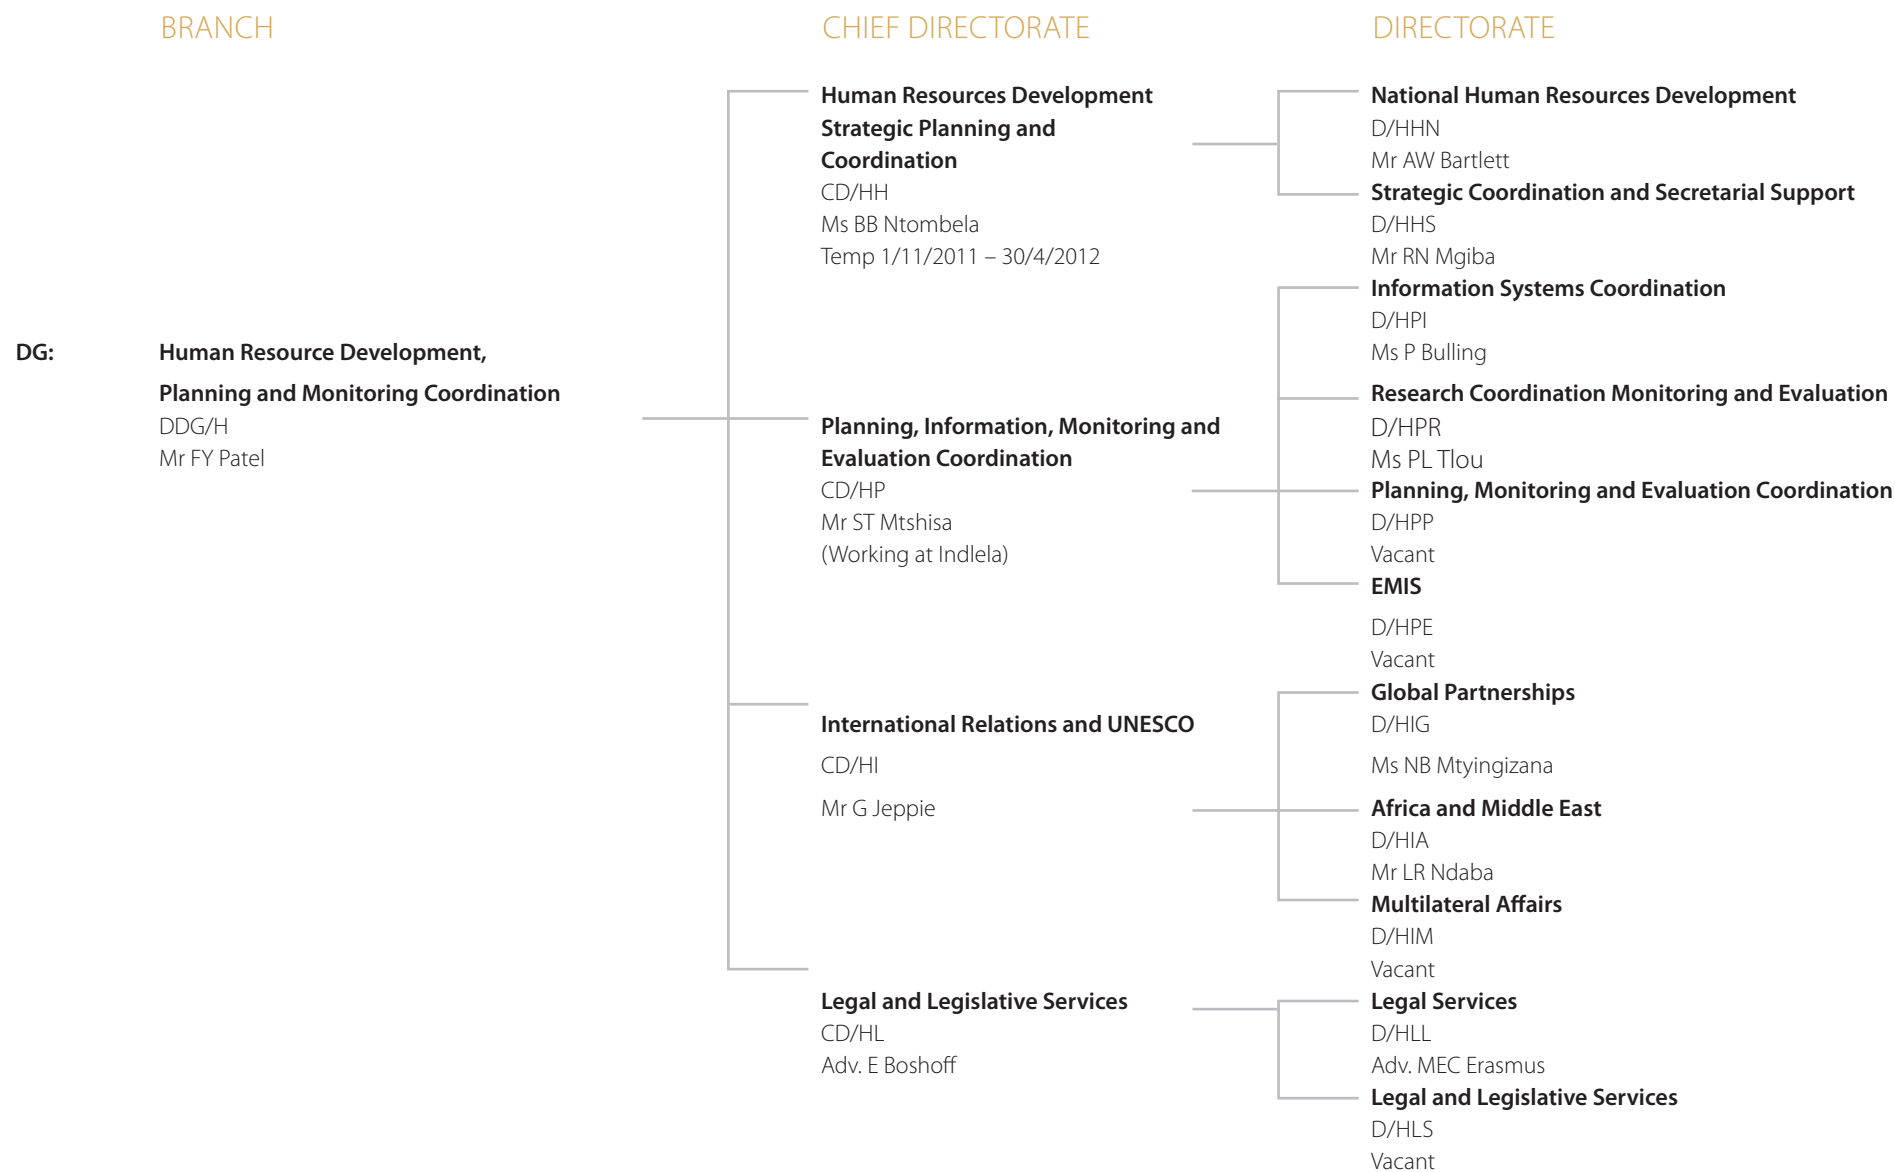 BRANCH
CHIEF DIRECTORATE
DIRECTORATE
DG:
Human Resource Development,
Planning and Monitoring Coordination
DDG/H
Mr FY Patel
Human Resources Development
Strategic Planning and
Coordination
CD/HH
Ms BB Ntombela
Temp 1/11/2011 – 30/4/2012
National Human Resources Development
D/HHN
Mr AW Bartlett
Strategic Coordination and Secretarial Support
D/HHS
Mr RN Mgiba
Planning, Information, Monitoring and
Evaluation Coordination
CD/HP
Mr ST Mtshisa
(Working at Indlela)
Information Systems Coordination
D/HPI
Ms P Bulling
Research Coordination Monitoring and Evaluation
D/HPR
Ms PL Tlou
Planning, Monitoring and Evaluation Coordination
D/HPP
Vacant
EMIS
D/HPE
Vacant
International Relations and UNESCO
CD/HI
Mr G Jeppie
Global Partnerships
D/HIG
Ms NB Mtyingizana
Africa and Middle East
D/HIA
Mr LR Ndaba
Multilateral Affairs
D/HIM
Vacant
Legal and Legislative Services
CD/HL
Adv. E Boshoff
Legal Services
D/HLL
Adv. MEC Erasmus
Legal and Legislative Services
D/HLS
Vacant